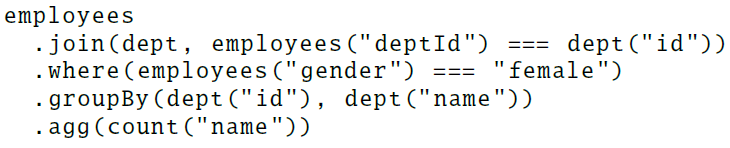 employees
.join(dept, employees("deptId") === dept("id"))
.where(employees("gender") === "female")
.groupBy(dept("id"), dept("name"))
.agg(count("name"))